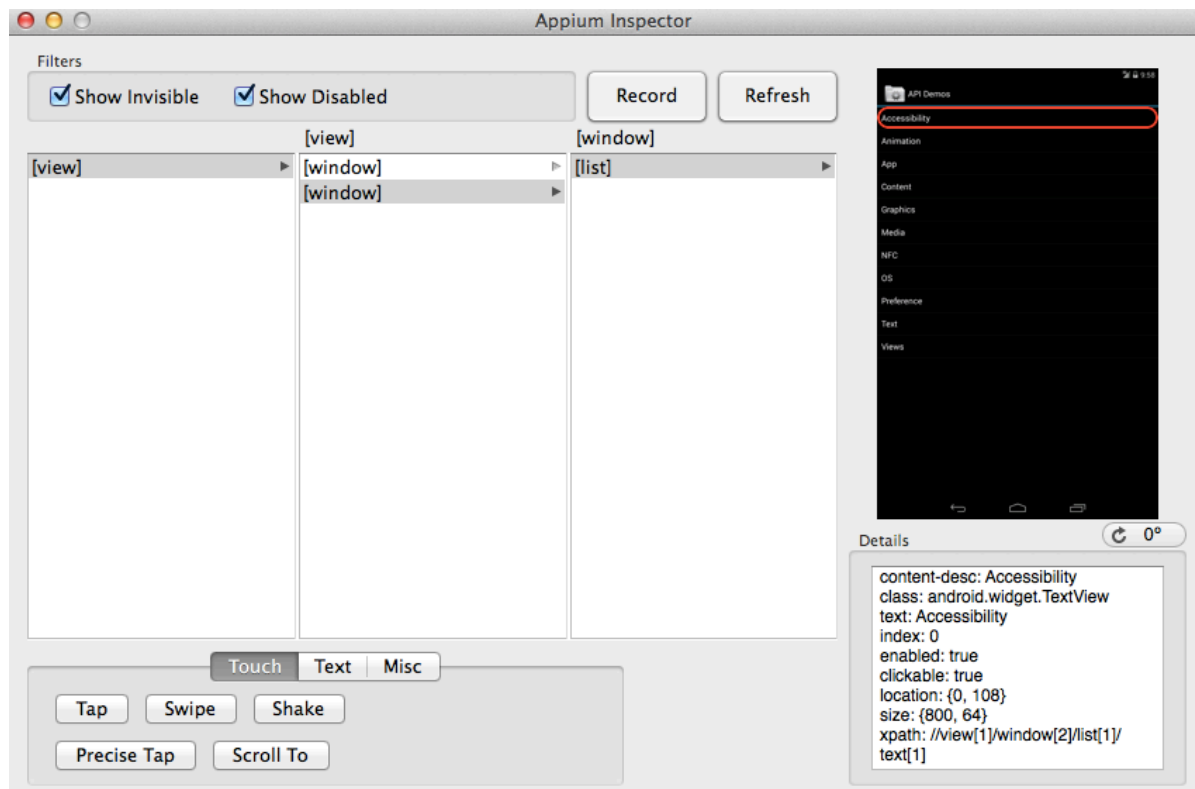 Appium Inspector
Filters
Show Invisible
Show Disabled
Record
Refresh
[view]
[window]
[view]
[window]
[list]
[window]
9:58
API Demos
Accessibility
Animation
App
Content
Graphics
Media
NFC
OS
Preference
Text
Views
Details
0°
content-desc: Accessibility
class: android.widget.TextView
text: Accessibility
index: 0
enabled: true
clickable: true
location: {0, 108}
size: {800, 64}
xpath: //view[1]/window[2]/list[1]/
text[1]
Touch
Text
Misc
Tap
Swipe
Shake
Precise Tap
Scroll To